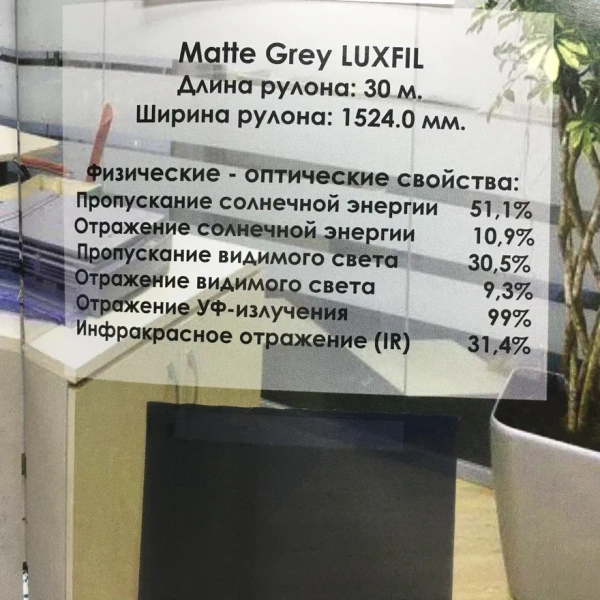 Matte Grey LUXFIL
Длина рулона: 30 м.
Ширина рулона: 1524.0 мм.
Физические - оптические свойства:
Пропускание солнечной энергии 51,1%
Отражение солнечной энергии 10,9%
Пропускание видимого света 30,5%
Отражение видимого света 9,3%
Отражение УФ-излучения 99%
Инфракрасное отражение (IR) 31,4%